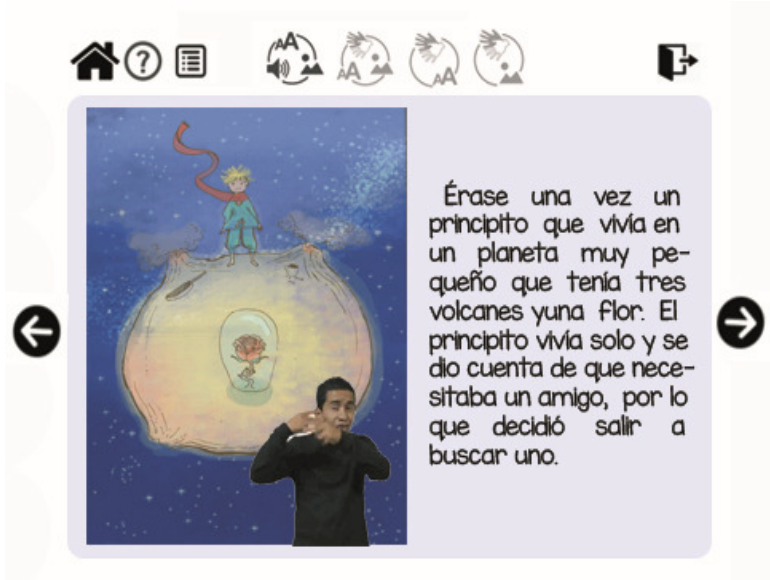 Érase una vez un
principito que vivía en
un planeta muy pe-
queño que tenía tres
volcanes yuna flor. El
principito vivía solo y se
dio cuenta de que nece-
sitaba un amigo, por lo
que decidió salir a
buscar uno.